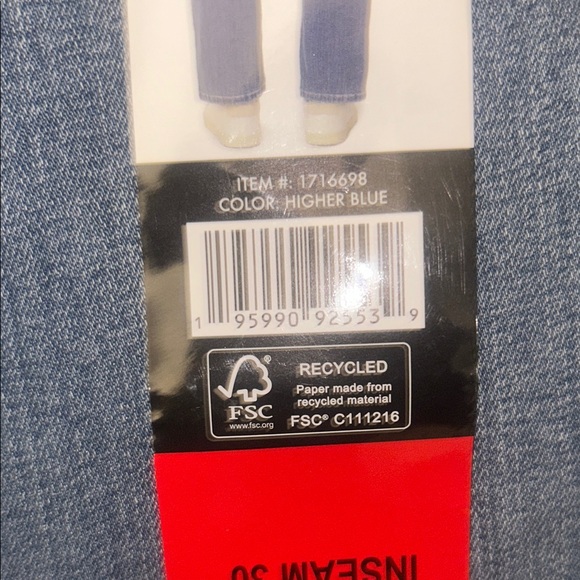 ITEM #: 1716698
COLOR: HIGHER BLUE
1 95990 92553 9
FSC
www.fsc.org
RECYCLED
Paper made from
recycled material
FSC® C111216
INSEAM 30